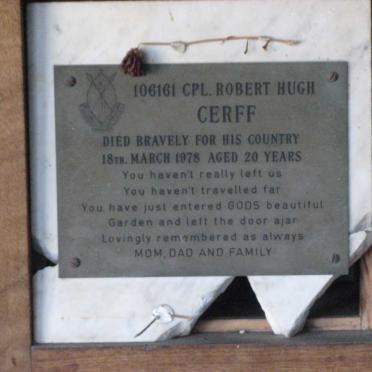 106161 CPL. ROBERT HUGH
CERFF
DIED BRAVELY FOR HIS COUNTRY
18TH. MARCH 1978 AGED 20 YEARS
You haven't really left us
You haven't travelled far
You have just entered GODS beautiful
Garden and left the door ajar
Lovingly remembered as always
MOM, DAD AND FAMILY